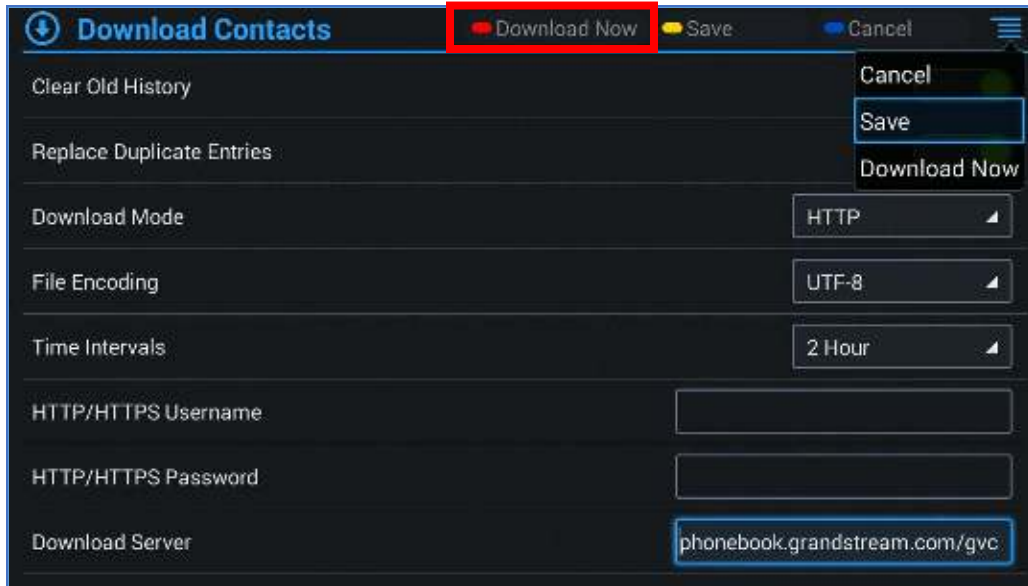 Download Contacts Download Now Save Cancel
Cancel
Clear Old History
Save
Replace Duplicate Entries
Download Now
Download Mode HTTP
File Encoding UTF-8
Time Intervals 2 Hour
HTTP/HTTPS Username
HTTP/HTTPS Password
Download Server phonebook.grandstream.com/gvc